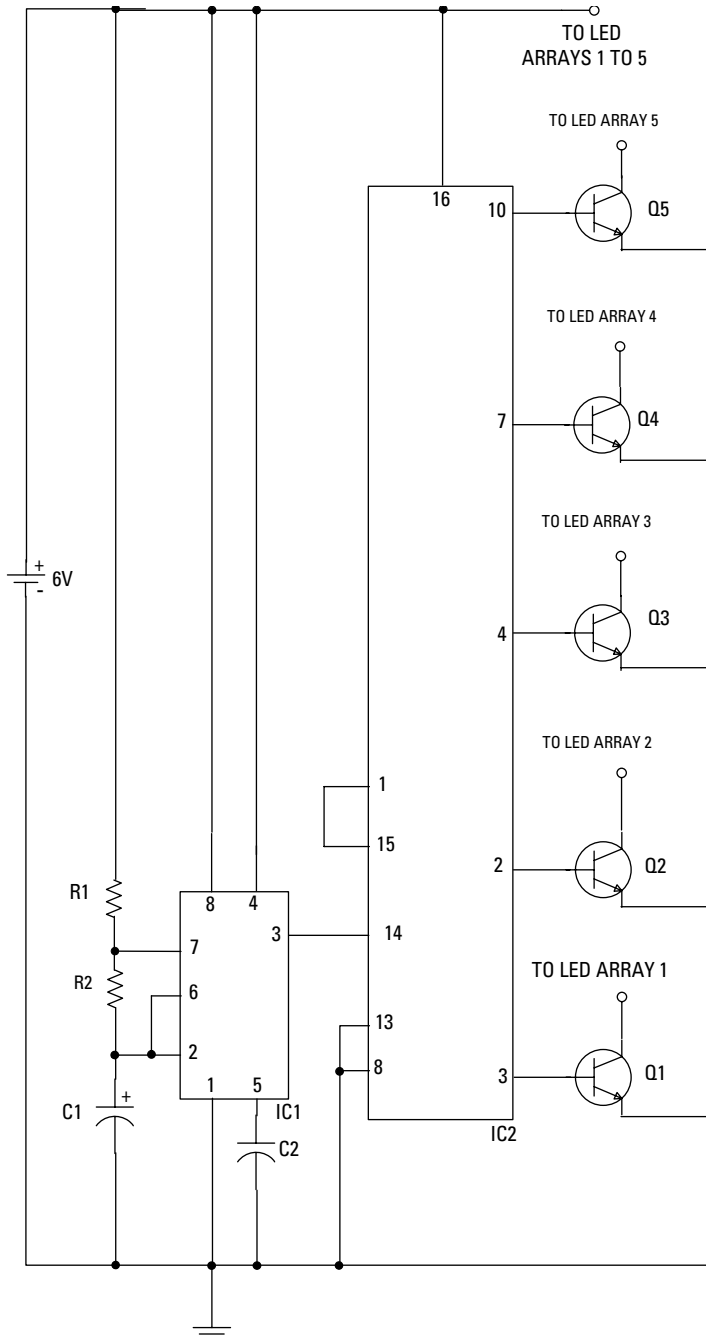 TO LED
ARRAYS 1 TO 5
TO LED ARRAY 5
16
10
Q5
TO LED ARRAY 4
7
Q4
TO LED ARRAY 3
+
6V
-
4
Q3
TO LED ARRAY 2
1
15
2
Q2
R1
8 4
3
14
7
R2
6
TO LED ARRAY 1
13
2
8
3
Q1
1 5
+
C1
IC1
C2
IC2